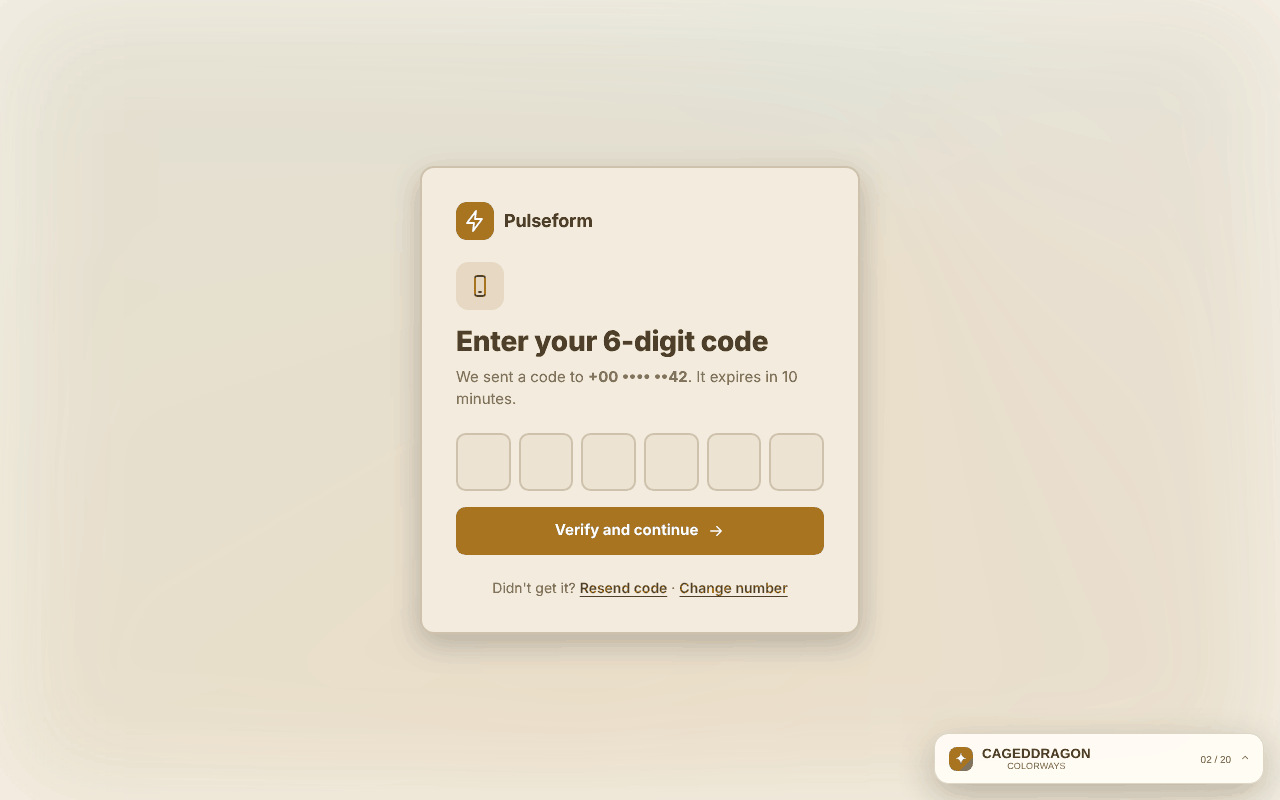 Pulseform
Enter your 6-digit code
We sent a code to +00 •••• ••42. It expires in 10
minutes.
Verify and continue →
Didn't get it? Resend code · Change number
CAGEDDRAGON
COLORWAYS
02 / 20